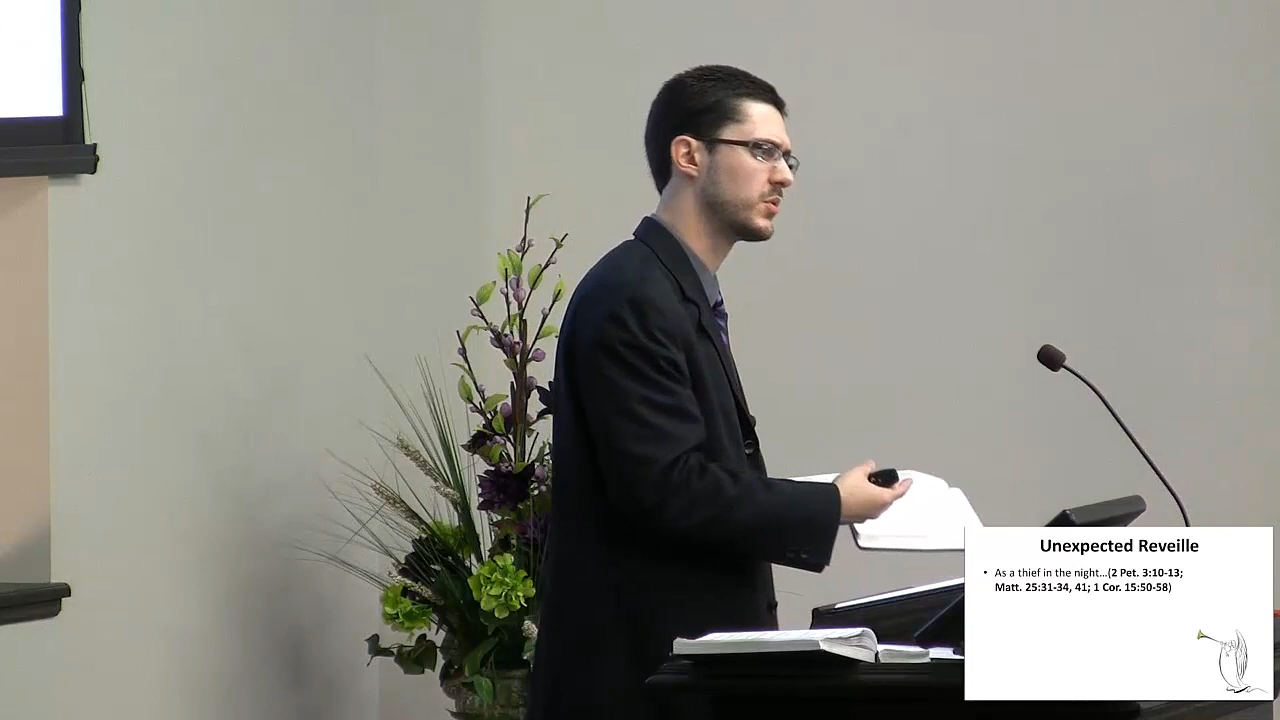 Unexpected Reveille
• As a thief in the night…(2 Pet. 3:10-13;
Matt. 25:31-34, 41; 1 Cor. 15:50-58)